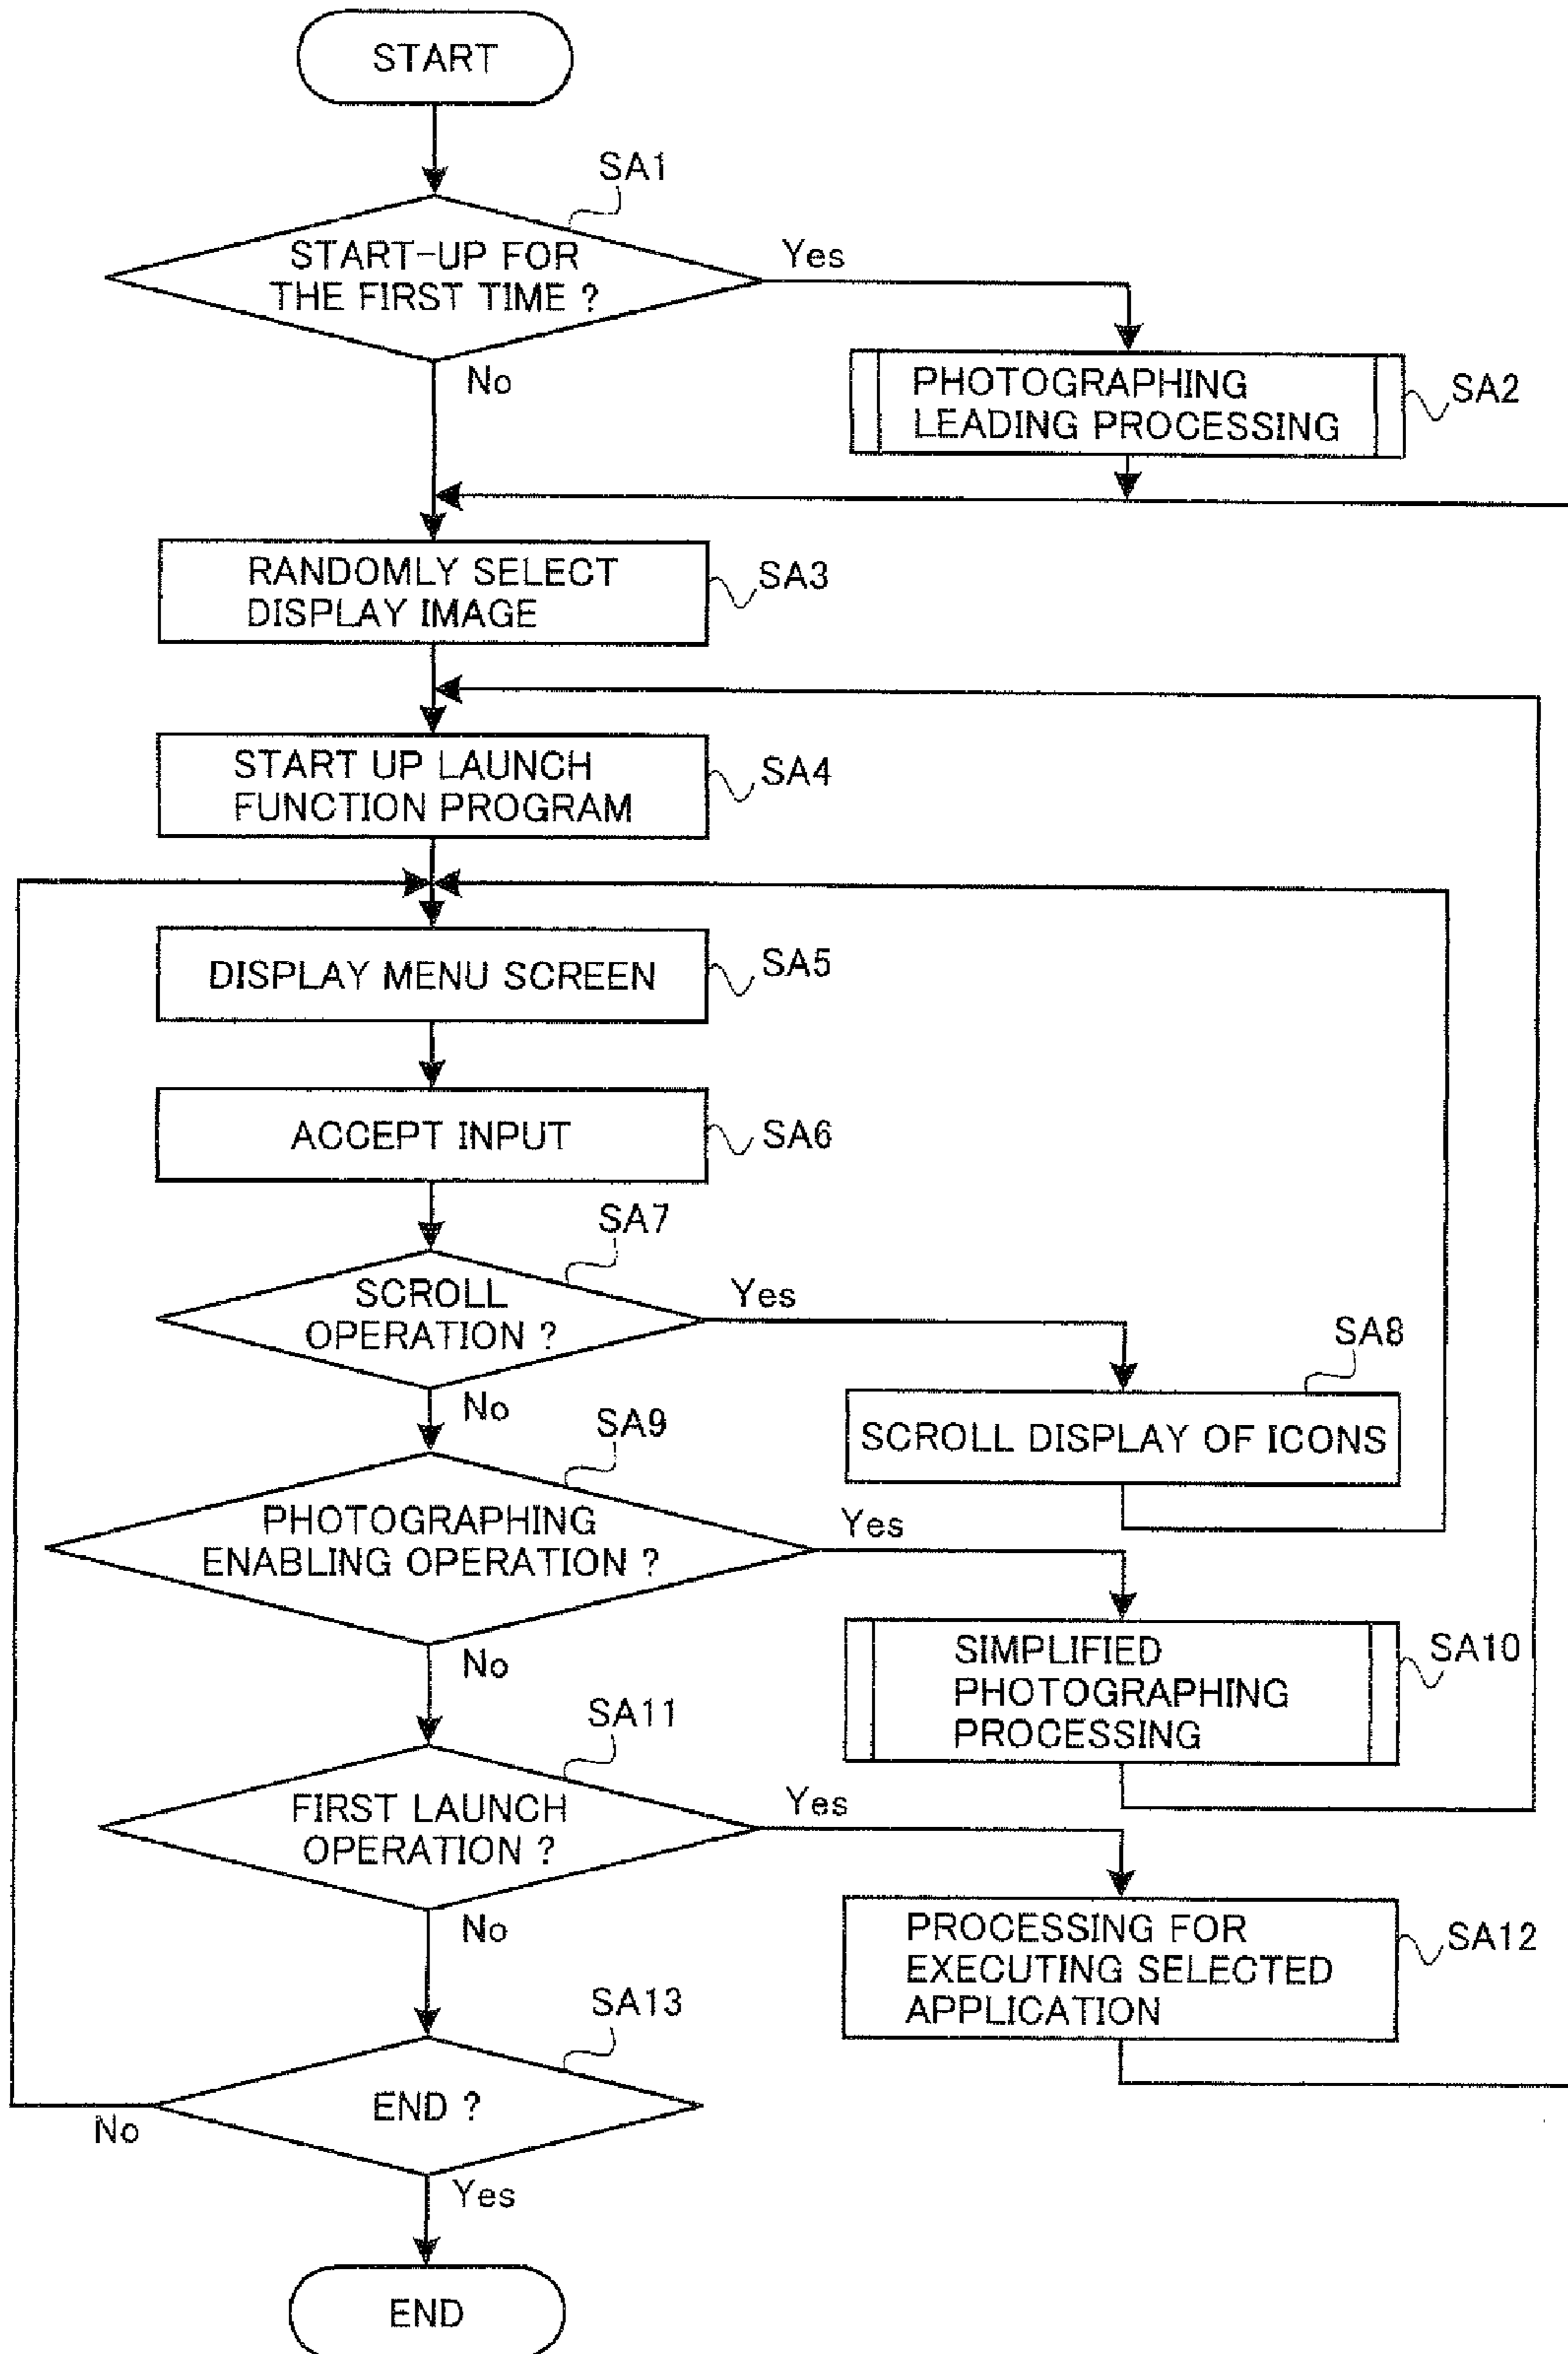 START
SA1
START-UP FOR
THE FIRST TIME ?
Yes
No
PHOTOGRAPHING
LEADING PROCESSING
SA2
RANDOMLY SELECT
DISPLAY IMAGE
SA3
START UP LAUNCH
FUNCTION PROGRAM
SA4
DISPLAY MENU SCREEN
SA5
ACCEPT INPUT
SA6
SA7
SCROLL
OPERATION ?
Yes
No
SA8
SCROLL DISPLAY OF ICONS
SA9
PHOTOGRAPHING
ENABLING OPERATION ?
Yes
No
SIMPLIFIED
PHOTOGRAPHING
PROCESSING
SA10
SA11
FIRST LAUNCH
OPERATION ?
Yes
No
PROCESSING FOR
EXECUTING SELECTED
APPLICATION
SA12
SA13
END ?
No
Yes
END